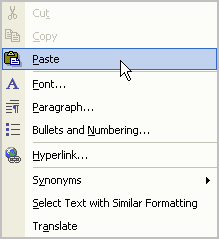 Cut
Copy
Paste
Font...
Paragraph...
Bullets and Numbering...
Hyperlink...
Synonyms
Select Text with Similar Formatting
Translate